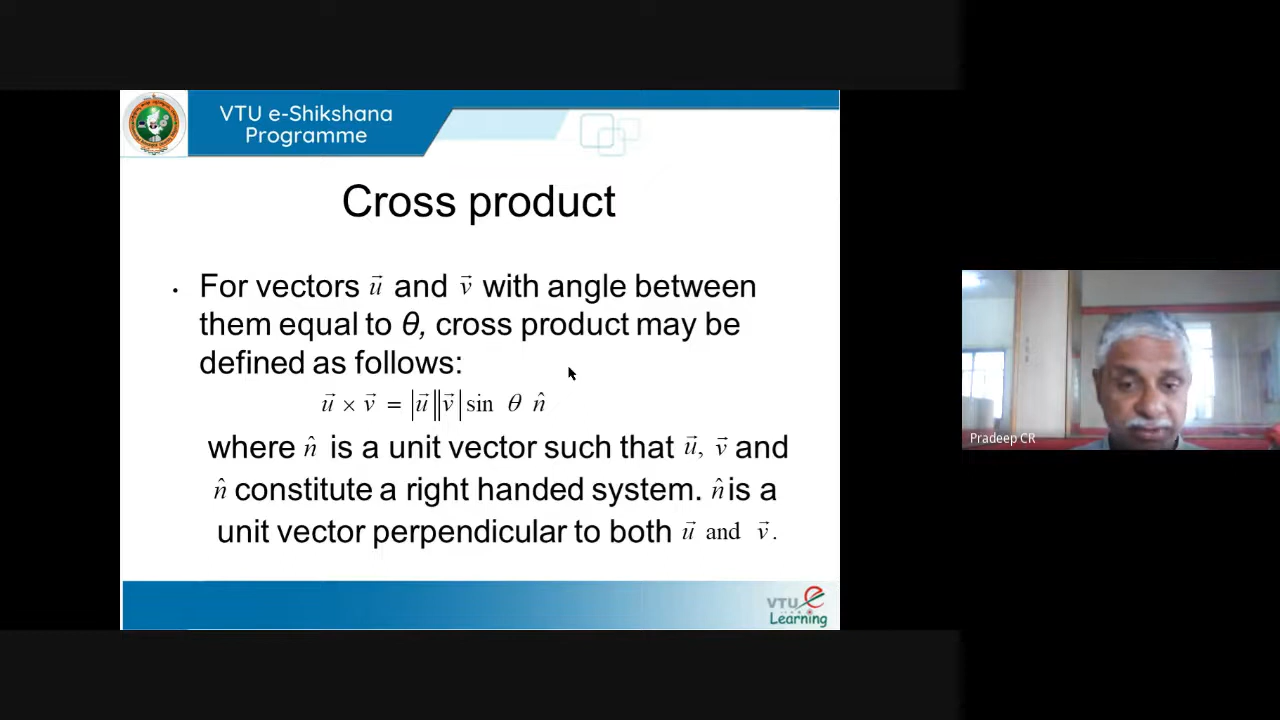 VTU e-Shikshana
Programme
Cross product
• For vectors u⃗ and v⃗ with angle between
them equal to θ, cross product may be
defined as follows:
u⃗ × v⃗ = |u⃗||v⃗| sin θ n̂
where n̂ is a unit vector such that u⃗, v⃗ and
n̂ constitute a right handed system. n̂ is a
unit vector perpendicular to both u⃗ and v⃗.
VTU e
Learning
Pradeep CR